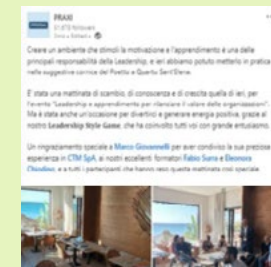 PRAXI
Creare un ambiente che stimoli la motivazione e l'apprendimento è una delle
principali responsabilità della Leadership, e ieri abbiamo potuto metterlo in pratica
nella suggestiva cornice del Poetto a Quartu Sant'Elena.
E' stata una mattinata di scambio, di conoscenza e di crescita quella di ieri, per
l'evento "Leadership e apprendimento per rilanciare il valore delle organizzazioni".
Ma è stata anche un'occasione per divertirci e generare energia positiva, grazie al
nostro Leadership Style Game, che ha coinvolto tutti voi con grande entusiasmo.
Un ringraziamento speciale a Marco Giovannelli per aver condiviso la sua preziosa
esperienza in CTM SpA, ai nostri eccellenti formatori Fabio Surra e Eleonora
e a tutti i partecipanti che hanno reso questa mattinata così speciale.